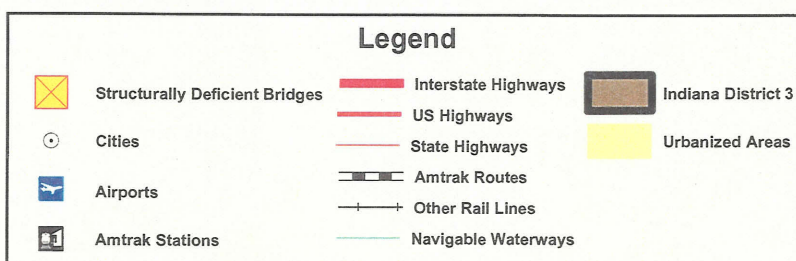 Legend
Structurally Deficient Bridges
Cities
Airports
Amtrak Stations
Interstate Highways
US Highways
State Highways
Amtrak Routes
Other Rail Lines
Navigable Waterways
Indiana District 3
Urbanized Areas